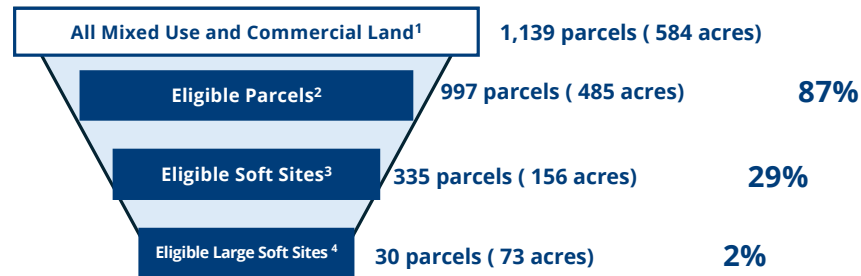 All Mixed Use and Commercial Land¹ 1,139 parcels ( 584 acres)
Eligible Parcels² 997 parcels ( 485 acres) 87%
Eligible Soft Sites³ 335 parcels ( 156 acres) 29%
Eligible Large Soft Sites ⁴ 30 parcels ( 73 acres) 2%